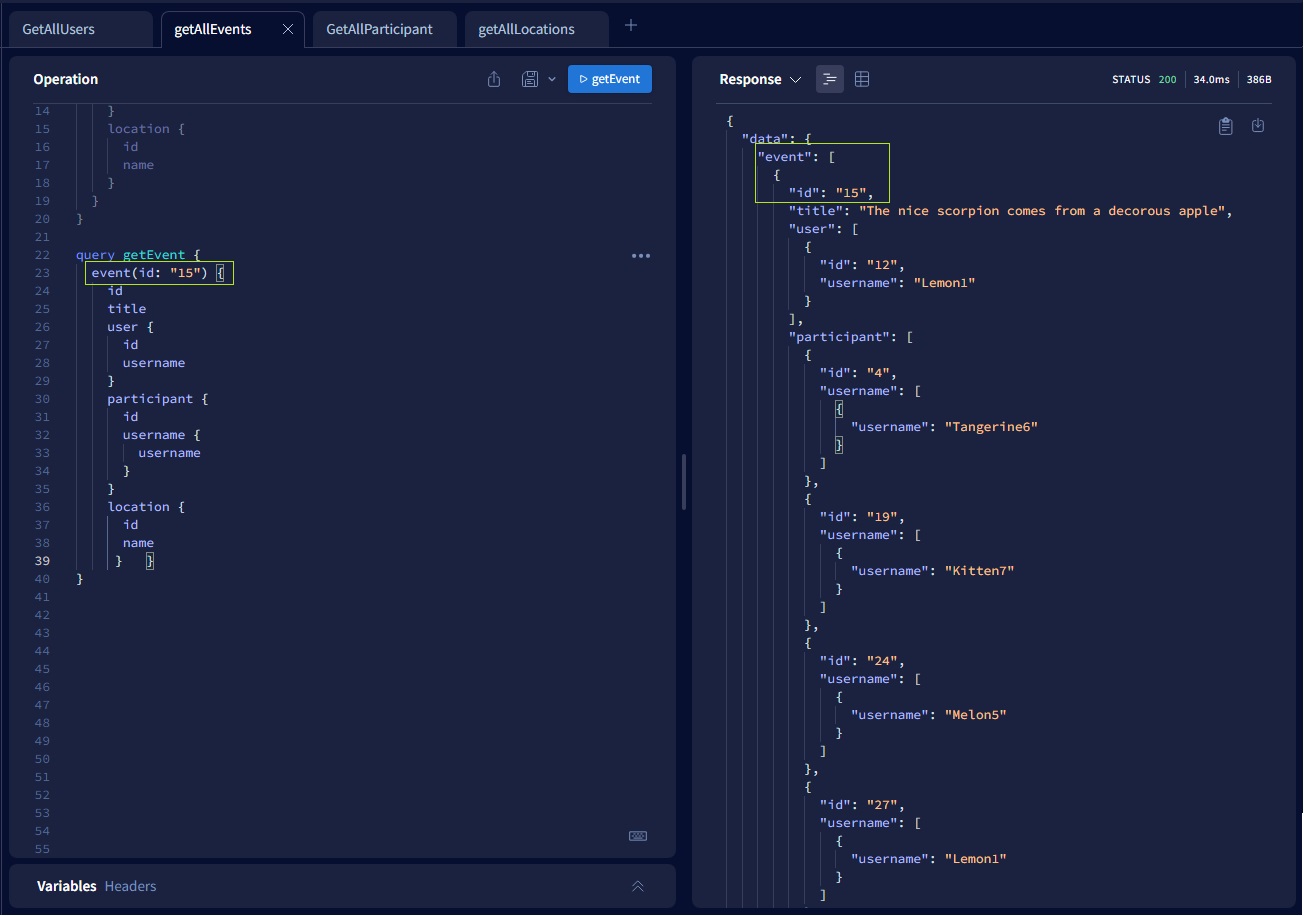 GetAllUsers
getAllEvents
GetAllParticipant
getAllLocations
Operation
getEvent
14 }
15 location {
16 id
17 name
18 }
19 }
20 }
21
22 query getEvent {
23 event(id: "15") {
24 id
25 title
26 user {
27 id
28 username
29 }
30 participant {
31 id
32 username {
33 username
34 }
35 }
36 location {
37 id
38 name
39 } }
40 }
41
42
43
44
45
46
47
48
49
50
51
52
53
54
55
Variables Headers
Response
STATUS 200 34.0ms 386B
{
"data": {
"event": [
{
"id": "15",
"title": "The nice scorpion comes from a decorous apple",
"user": [
{
"id": "12",
"username": "Lemon1"
}
],
"participant": [
{
"id": "4",
"username": [
{
"username": "Tangerine6"
}
]
},
{
"id": "19",
"username": [
{
"username": "Kitten7"
}
]
},
{
"id": "24",
"username": [
{
"username": "Melon5"
}
]
},
{
"id": "27",
"username": [
{
"username": "Lemon1"
}
]